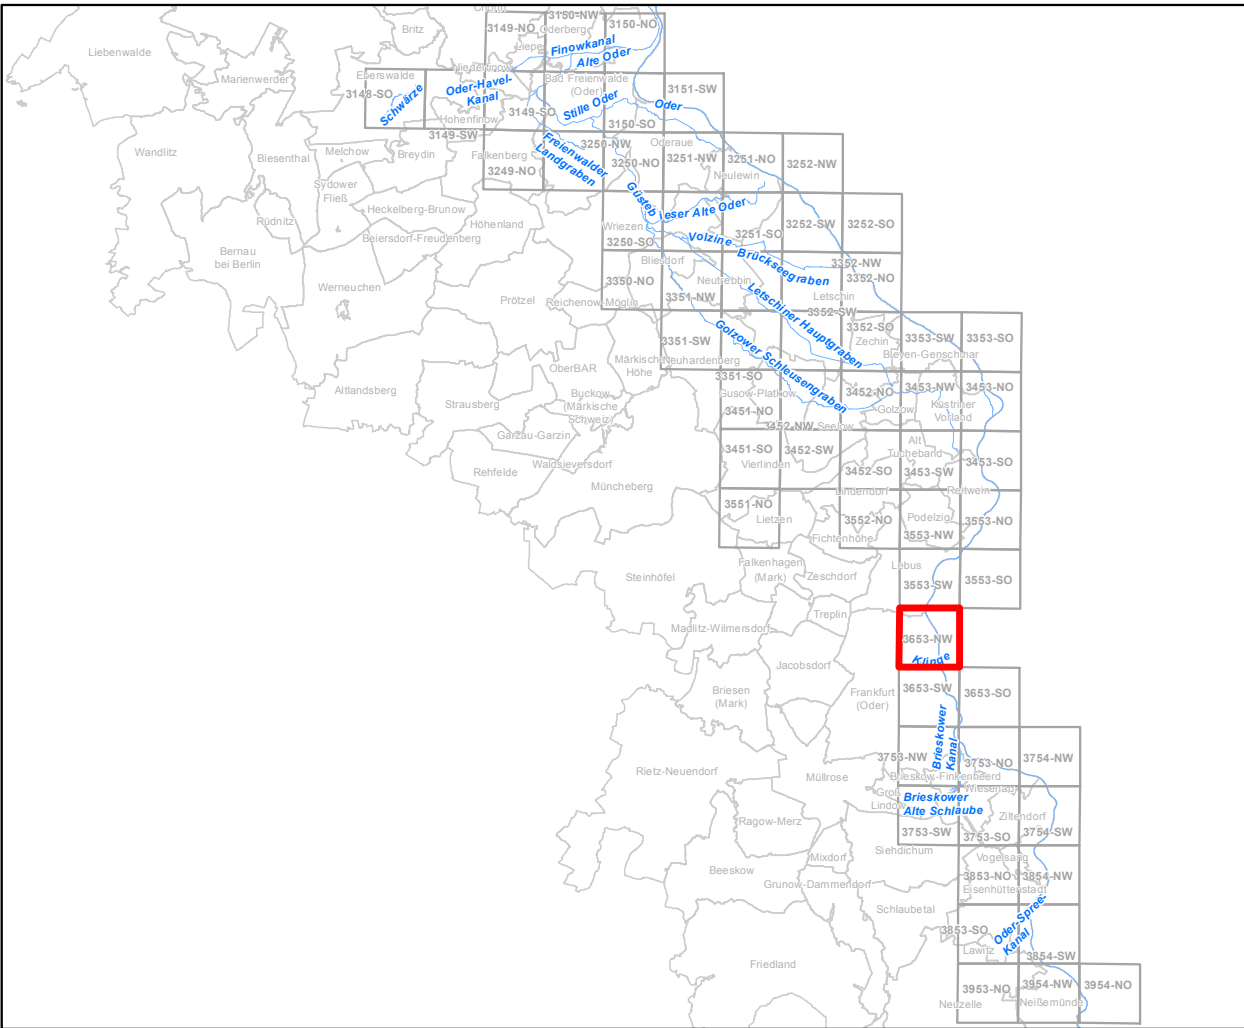 Chorin
3150-NW
3149-NO
Oderberg
3150-NO
Britz
Liepe
Finowkanal
Alte Oder
Liebenwalde
Marienwerder
Niederfinow
Eberswalde
3148-SO
Schwärze
Oder-Havel-
Kanal
Bad Freienwalde
(Oder)
3151-SW
Stille Oder
Oder
3149-SO
Hohenfinow
3150-SO
3149-SW
Wandlitz
Biesenthal
Melchow
Breydin
Falkenberg
3249-NO
Freienwalder
Landgraben
3250-NW
3250-NO
Oderaue
3251-NW
3251-NO
Neulewin
3252-NW
Sydower
Fließ
Rüdnitz
Heckelberg-Brunow
Höhenland
Beiersdorf-Freudenberg
Güstebieser Alte Oder
Wriezen
3250-SO
3251-SO
3252-SW
3252-SO
Bernau
bei Berlin
Volzine
Brückseegraben
Bliesdorf
3352-NW
3352-NO
Werneuchen
Prötzel
Reichenow-Möglin
3350-NO
3351-NW
Neutrebbin
Letschin
3352-SW
Letschiner Hauptgraben
Golzower Schleusengraben
3352-SO
Zechin
3353-SW
3353-SO
Bleyen-Genschmar
3351-SW
Märkische
Höhe
Neuhardenberg
OberBAR
3351-SO
Gusow-Platkow
Altlandsberg
Strausberg
Buckow
(Märkische
Schweiz)
3451-NO
3452-NO
Golzow
3453-NW
3453-NO
Küstriner
Vorland
3452-NW
Seelow
Garzau-Garzin
Alt
Tucheband
3451-SO
Vierlinden
3452-SW
3452-SO
3453-SW
3453-SO
Rehfelde
Waldsieversdorf
Müncheberg
Lindendorf
Reitwein
3551-NO
Lietzen
3552-NO
Podelzig
3553-NW
3553-NO
Fichtenhöhe
Steinhöfel
Falkenhagen
(Mark)
Zeschdorf
Lebus
3553-SW
3553-SO
Treplin
Madlitz-Wilmersdorf
Jacobsdorf
3653-NW
Klinge
Briesen
(Mark)
Frankfurt
(Oder)
3653-SW
3653-SO
Brieskower
Kanal
3753-NW
3753-NO
3754-NW
Rietz-Neuendorf
Müllrose
Brieskow-Finkenheerd
Wiesenau
Groß
Lindow
Brieskower
Alte Schlaube
Ziltendorf
Ragow-Merz
3753-SW
3753-SO
3754-SW
Mixdorf
Siehdichum
Vogelsang
Beeskow
Grunow-Dammendorf
3853-NO
3854-NW
Eisenhüttenstadt
Schlaubetal
Oder-Spree-
Kanal
3853-SO
Lawitz
3854-SW
Friedland
3953-NO
3954-NW
3954-NO
Neuzelle
Neißemünde